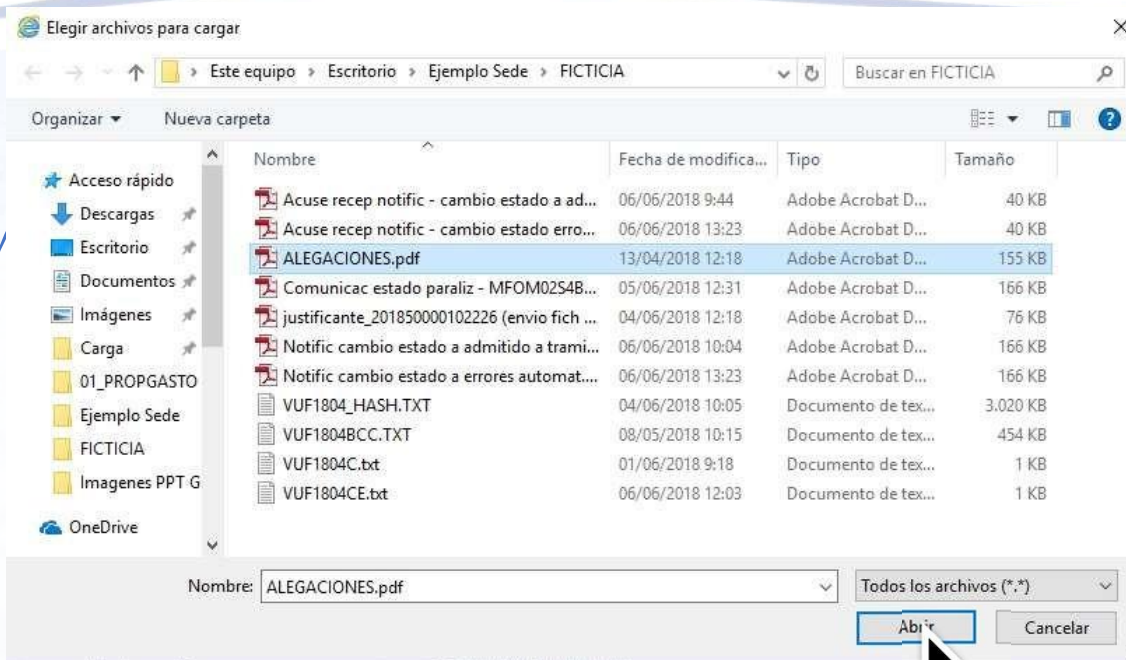 Elegir archivos para cargar
Este equipo > Escritorio > Ejemplo Sede > FICTICIA
Buscar en FICTICIA
Organizar
Nueva carpeta
Nombre
Fecha de modifica...
Tipo
Tamaño
Acceso rápido
Descargas
Escritorio
Documentos
Imágenes
Carga
01_PROPGASTO
Ejemplo Sede
FICTICIA
Imagenes PPT G
OneDrive
Acuse recep notific - cambio estado a ad... 06/06/2018 9:44 Adobe Acrobat D... 40 KB
Acuse recep notific - cambio estado erro... 06/06/2018 13:23 Adobe Acrobat D... 40 KB
ALEGACIONES.pdf 13/04/2018 12:18 Adobe Acrobat D... 155 KB
Comunicac estado paraliz - MFOM02S4B... 05/06/2018 12:31 Adobe Acrobat D... 166 KB
justificante_201850000102226 (envio fich ... 04/06/2018 12:18 Adobe Acrobat D... 76 KB
Notific cambio estado a admitido a trami... 06/06/2018 10:04 Adobe Acrobat D... 166 KB
Notific cambio estado a errores automat.... 06/06/2018 13:23 Adobe Acrobat D... 166 KB
VUF1804_HASH.TXT 04/06/2018 10:05 Documento de tex... 3.020 KB
VUF1804BCC.TXT 08/05/2018 10:15 Documento de tex... 454 KB
VUF1804C.txt 01/06/2018 9:18 Documento de tex... 1 KB
VUF1804CE.txt 06/06/2018 12:03 Documento de tex... 1 KB
Nombre: ALEGACIONES.pdf
Todos los archivos (*.*)
Abrir
Cancelar